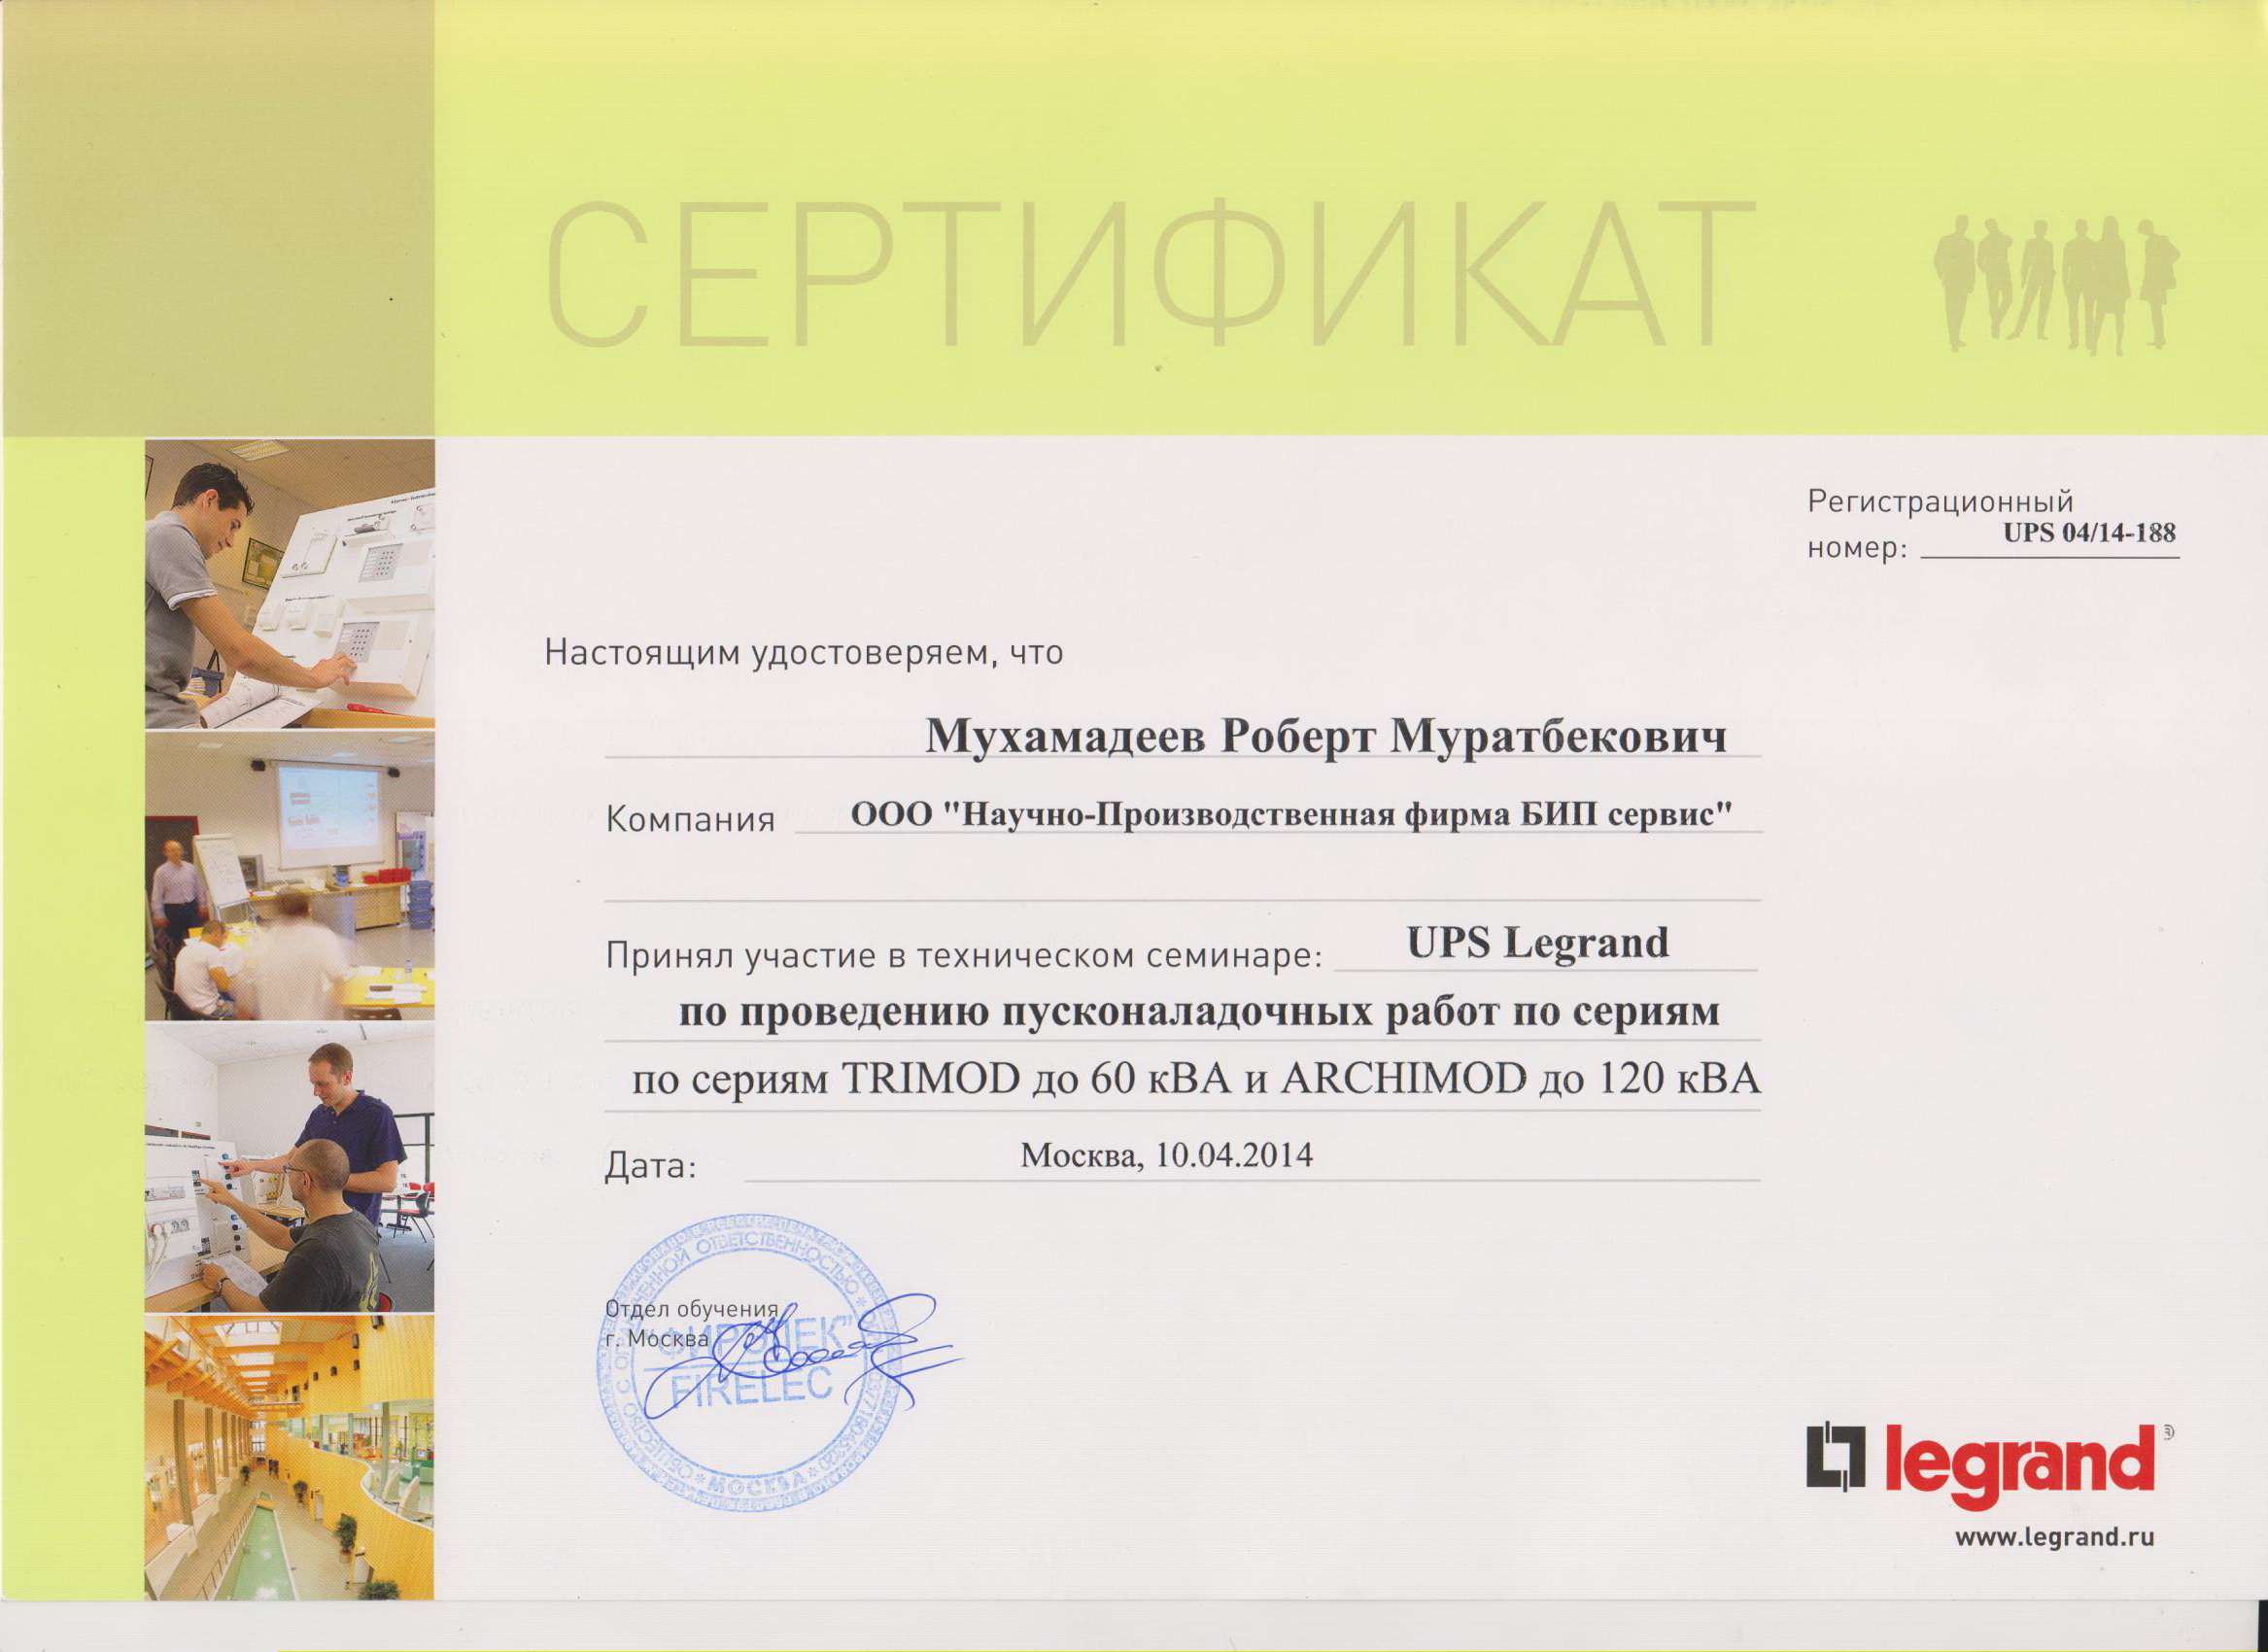 СЕРТИФИКАТ
Регистрационный
номер: UPS 04/14-188
Настоящим удостоверяем, что
Мухамадеев Роберт Муратбекович
Компания ООО "Научно-Производственная фирма БИП сервис"
Принял участие в техническом семинаре: UPS Legrand
по проведению пусконаладочных работ по сериям
по сериям TRIMOD до 60 кВА и ARCHIMOD до 120 кВА
Дата: Москва, 10.04.2014
Отдел обучения
г. Москва
ОБЩЕСТВО С ОГРАНИЧЕННОЙ ОТВЕТСТВЕННОСТЬЮ
"ФИРЭЛЕК"
FIRELEC
* МОСКВА *
legrand®
www.legrand.ru